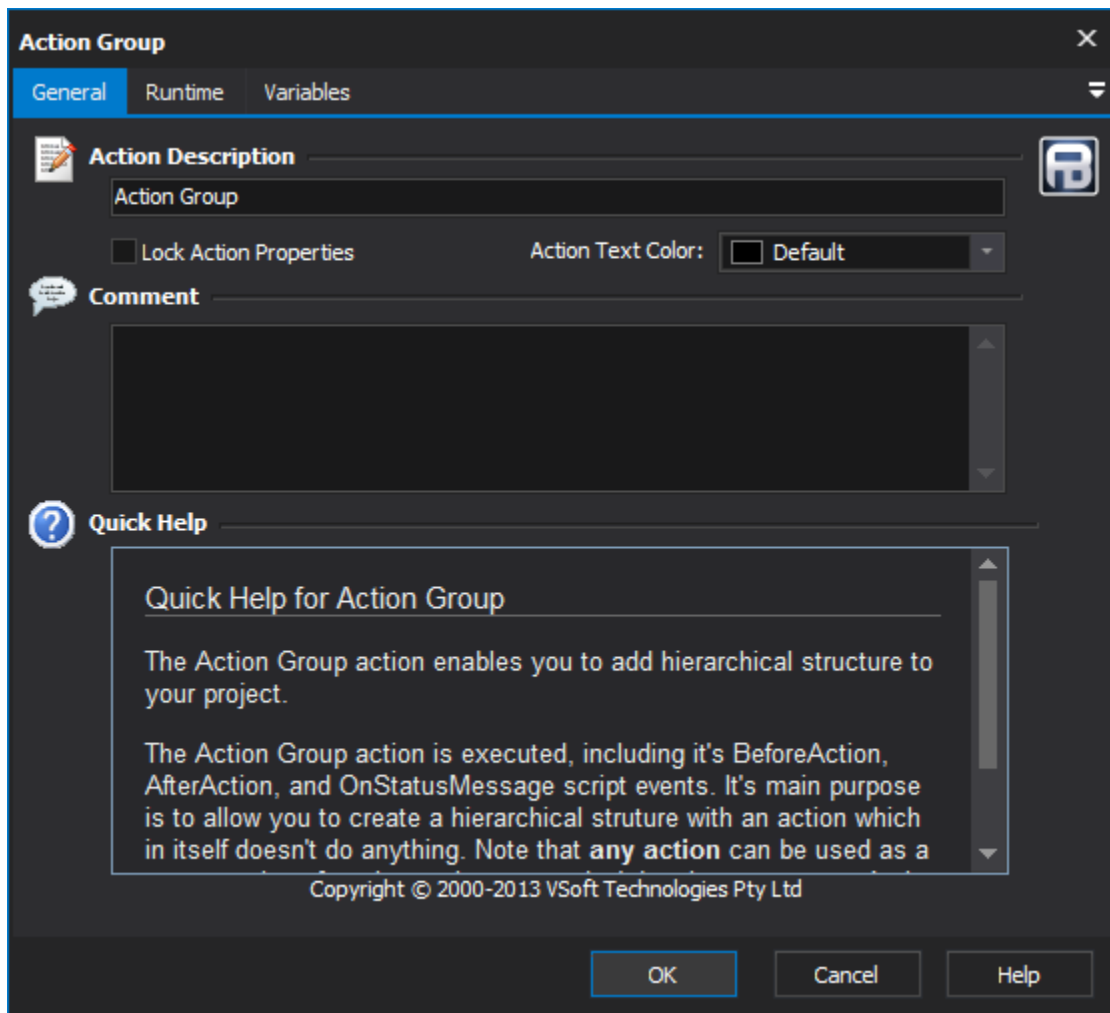 Action Group
General Runtime Variables
Action Description
Action Group
Lock Action Properties Action Text Color: Default
Comment
Quick Help
Quick Help for Action Group
The Action Group action enables you to add hierarchical structure to
your project.
The Action Group action is executed, including it's BeforeAction,
AfterAction, and OnStatusMessage script events. It's main purpose
is to allow you to create a hierarchical struture with an action which
in itself doesn't do anything. Note that any action can be used as a
Copyright © 2000-2013 VSoft Technologies Pty Ltd
OK Cancel Help